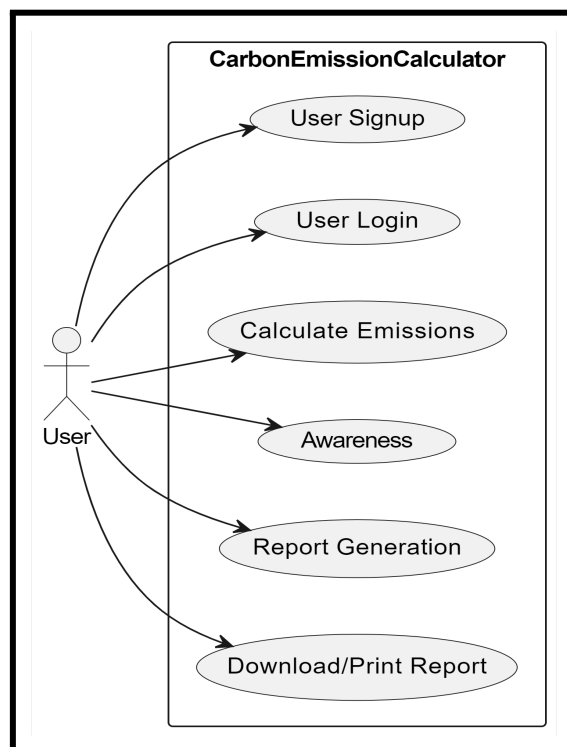 CarbonEmissionCalculator
User Signup
User Login
Calculate Emissions
User
Awareness
Report Generation
Download/Print Report